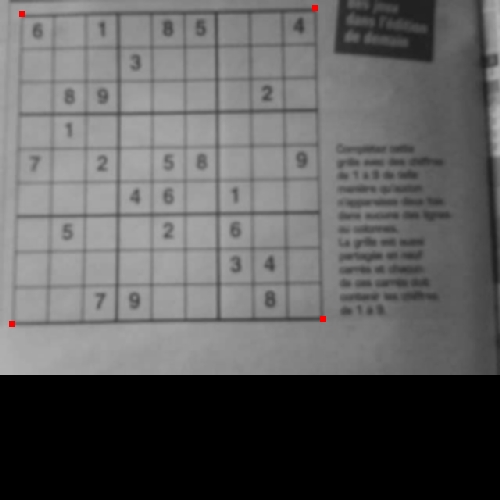 6 1 8 5 4
3
8 9 2
1
7 2 5 8 9
4 6 1
5 2 6
3 4
7 9 8
des jeux
dans l'édition
de demain
Complétez cette
grille avec des chiffres
de 1 à 9 de telle
manière qu'aucun
n'apparaisse deux fois
dans aucune des lignes
ou colonnes.
La grille est aussi
partagée en neuf
carrés et chacun
de ces carrés doit
contenir les chiffres
de 1 à 9.